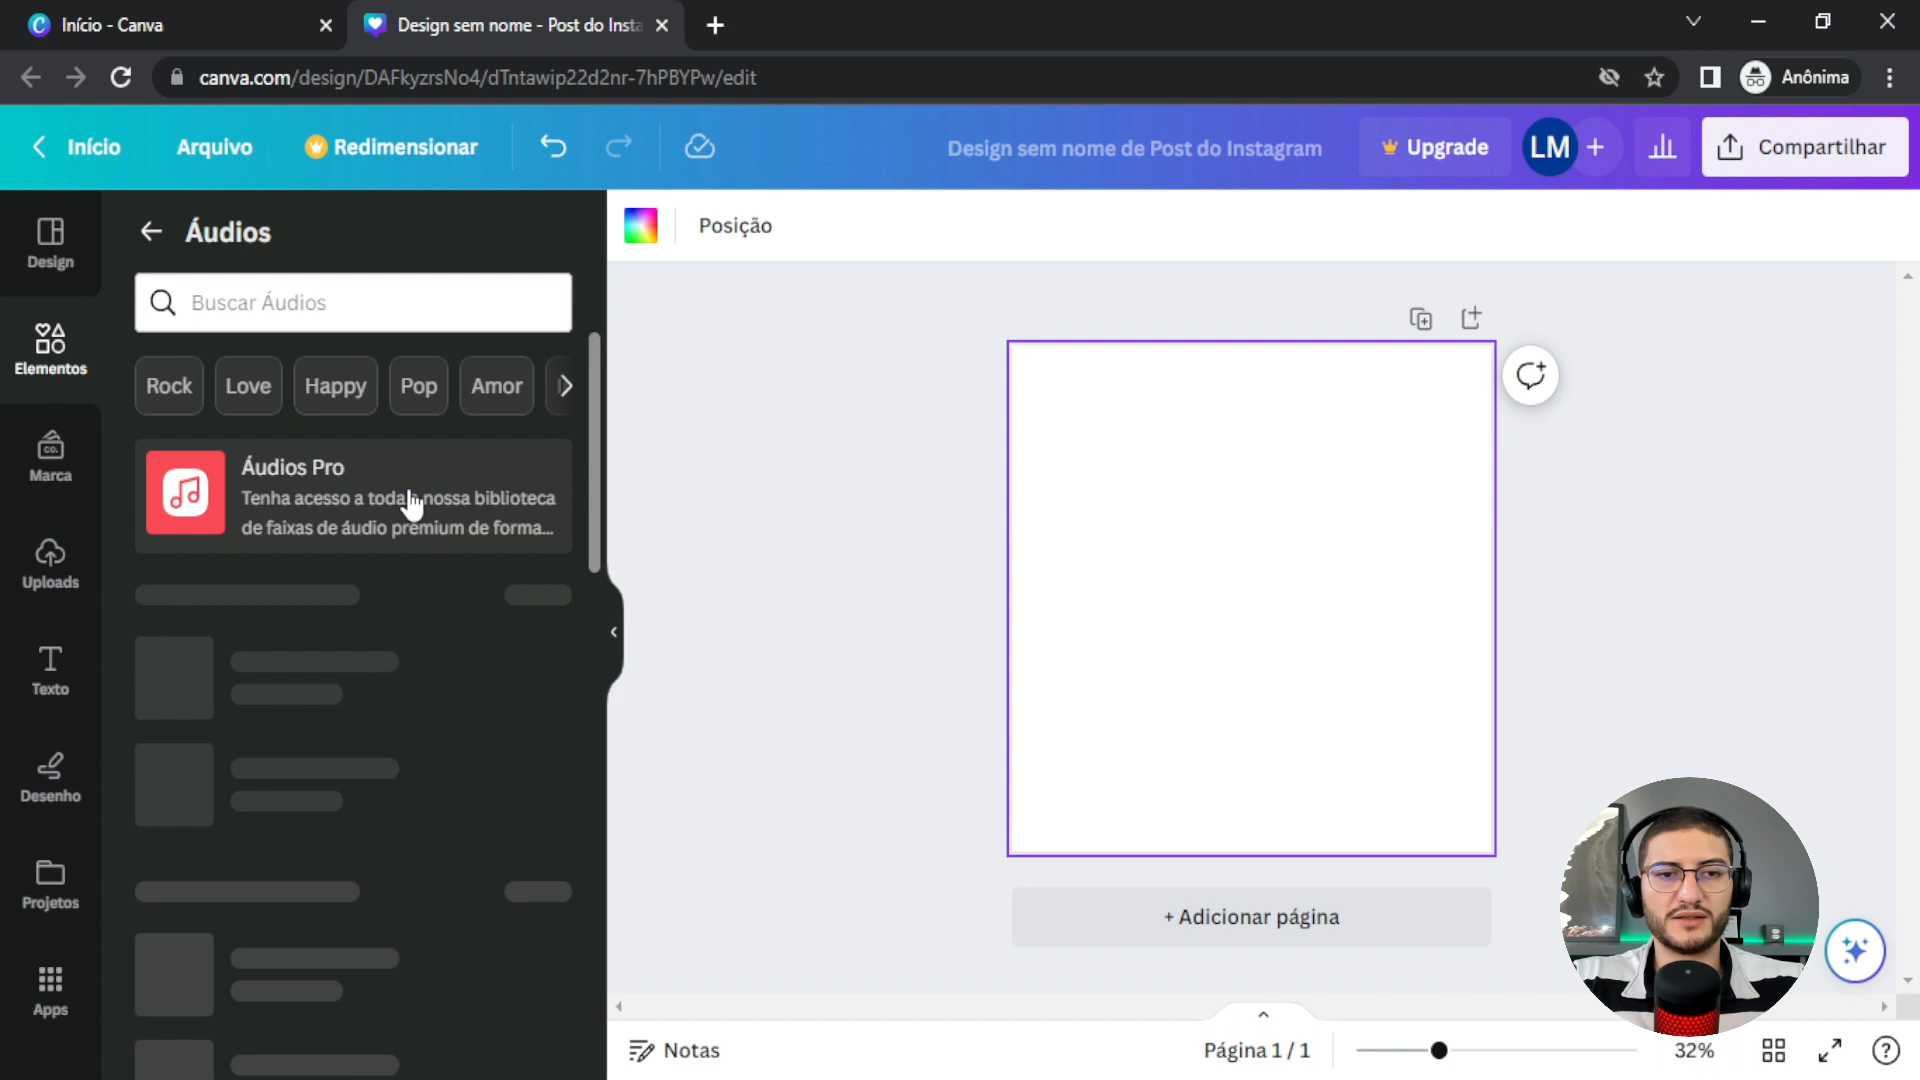 Início - Canva
Design sem nome - Post do Insta
canva.com/design/DAFkyzrsNo4/dTntawip22d2nr-7hPBYPw/edit
Anônima
Início
Arquivo
Redimensionar
Design sem nome de Post do Instagram
Upgrade
LM
Compartilhar
Design
Elementos
Marca
Uploads
Texto
Desenho
Projetos
Apps
Áudios
Buscar Áudios
Rock
Love
Happy
Pop
Amor
Áudios Pro
Tenha acesso a toda a nossa biblioteca
de faixas de áudio premium de forma...
Posição
+ Adicionar página
Notas
Página 1 / 1
32%